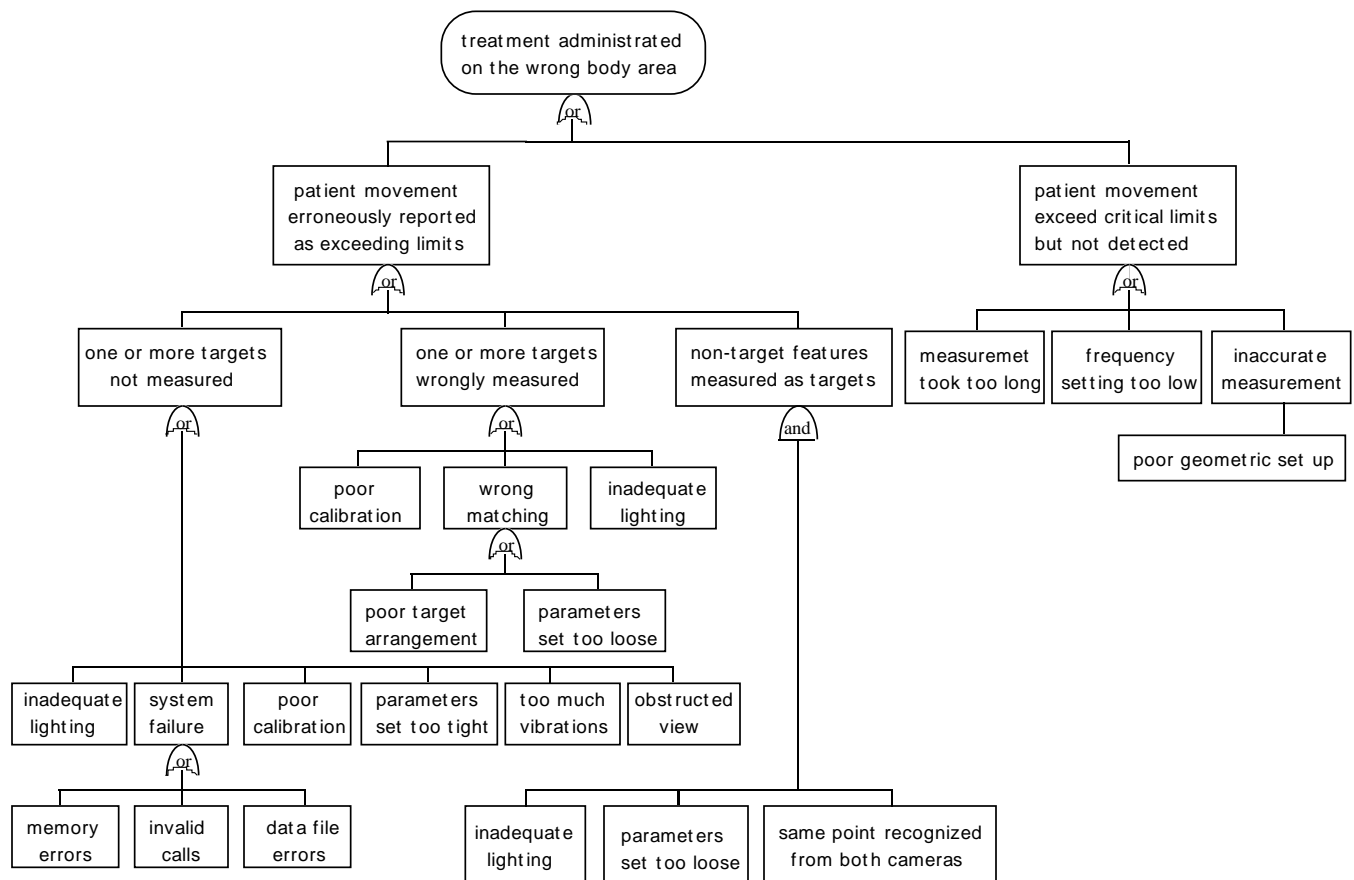 treatment administrated
on the wrong body area
or
patient movement
erroneously reported
as exceeding limits
patient movement
exceed critical limits
but not detected
or
or
one or more targets
not measured
one or more targets
wrongly measured
non-target features
measured as targets
measuremet
took too long
frequency
setting too low
inaccurate
measurement
or
or
and
poor geometric set up
poor
calibration
wrong
matching
inadequate
lighting
or
poor target
arrangement
parameters
set too loose
inadequate
lighting
system
failure
poor
calibration
parameters
set too tight
too much
vibrations
obstructed
view
or
memory
errors
invalid
calls
data file
errors
inadequate
lighting
parameters
set too loose
same point recognized
from both cameras